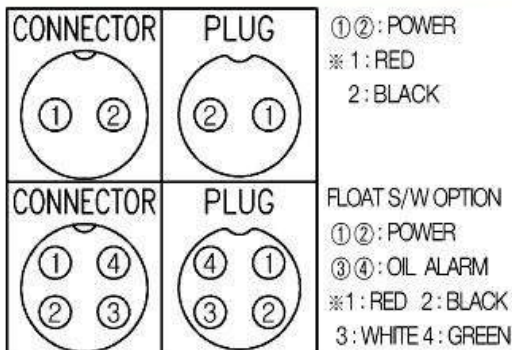 CONNECTOR PLUG ①②: POWER
※ 1 : RED
① ② ② ① 2 : BLACK
CONNECTOR PLUG FLOAT S/W OPTION
①②: POWER
① ④ ④ ① ③④: OIL ALARM
② ③ ③ ② ※1 : RED 2 : BLACK
3 : WHITE 4 : GREEN